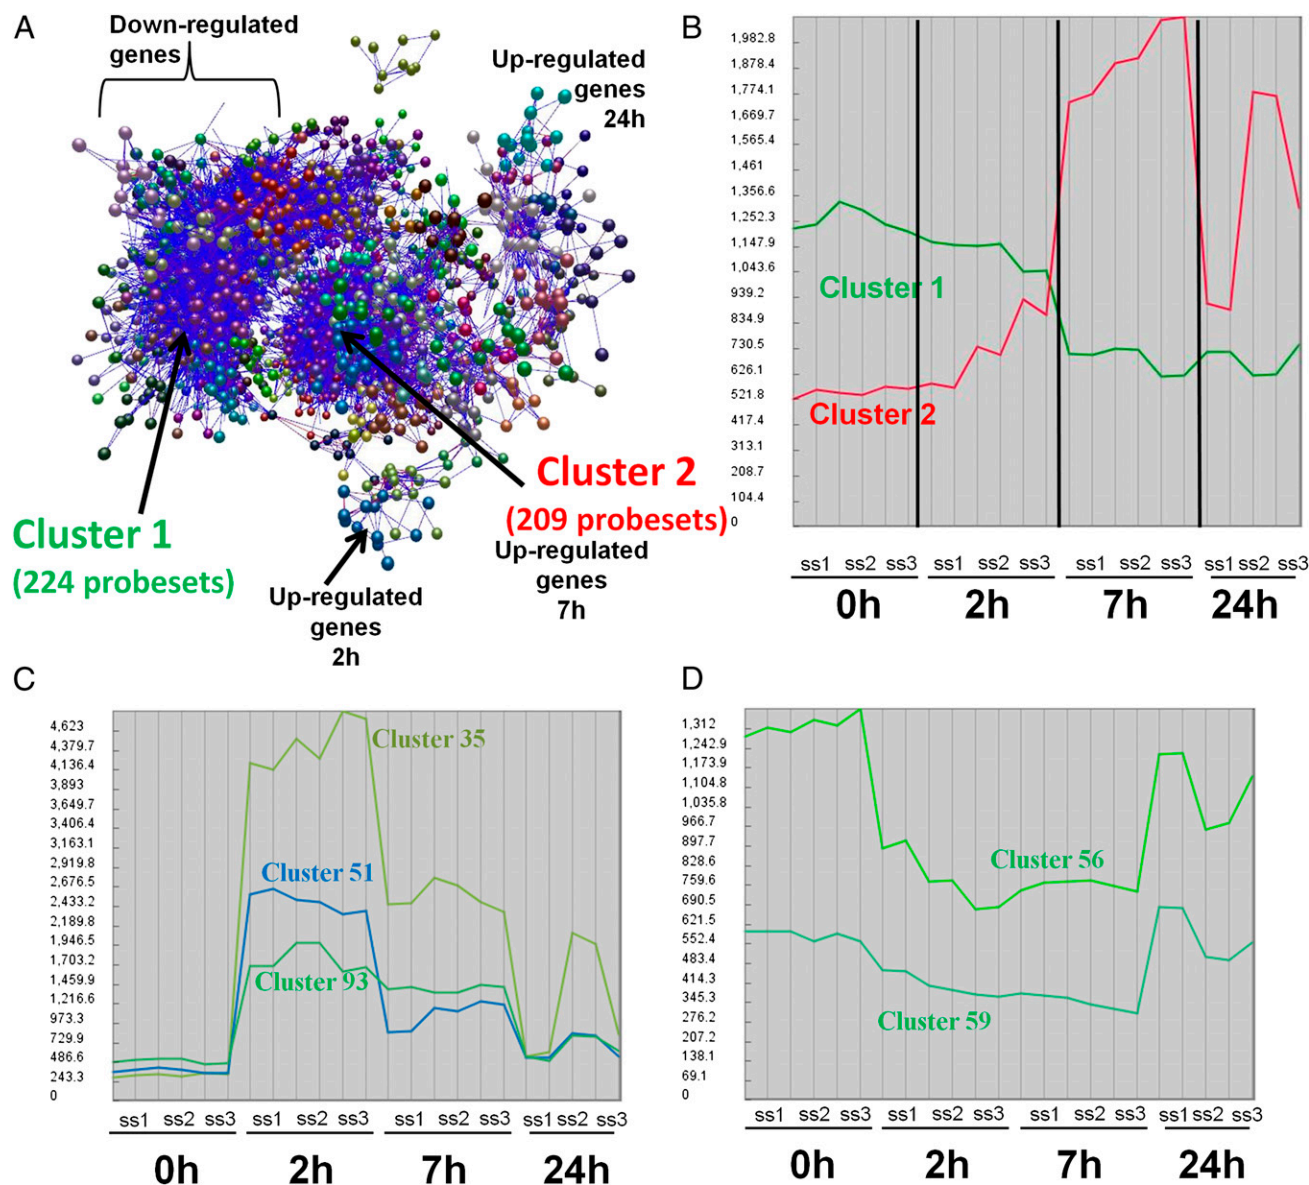 A
Down-regulated
genes
Up-regulated
genes
24h
Cluster 1
(224 probesets)
Cluster 2
(209 probesets)
Up-regulated
genes
7h
Up-regulated
genes
2h
B
1,982.8
1,878.4
1,774.1
1,669.7
1,565.4
1,461
1,356.6
1,252.3
1,147.9
1,043.6
939.2
834.9
730.5
626.1
521.8
417.4
313.1
208.7
104.4
0
Cluster 1
Cluster 2
ss1 ss2 ss3 ss1 ss2 ss3 ss1 ss2 ss3 ss1 ss2 ss3
0h 2h 7h 24h
C
4,623
4,379.7
4,136.4
3,893
3,649.7
3,406.4
3,163.1
2,919.8
2,676.5
2,433.2
2,189.8
1,946.5
1,703.2
1,459.9
1,216.6
973.3
729.9
486.6
243.3
0
Cluster 35
Cluster 51
Cluster 93
ss1 ss2 ss3 ss1 ss2 ss3 ss1 ss2 ss3 ss1 ss2 ss3
0h 2h 7h 24h
D
1,312
1,242.9
1,173.9
1,104.8
1,035.8
966.7
897.7
828.6
759.6
690.5
621.5
552.4
483.4
414.3
345.3
276.2
207.2
138.1
69.1
0
Cluster 56
Cluster 59
ss1 ss2 ss3 ss1 ss2 ss3 ss1 ss2 ss3 ss1 ss2 ss3
0h 2h 7h 24h